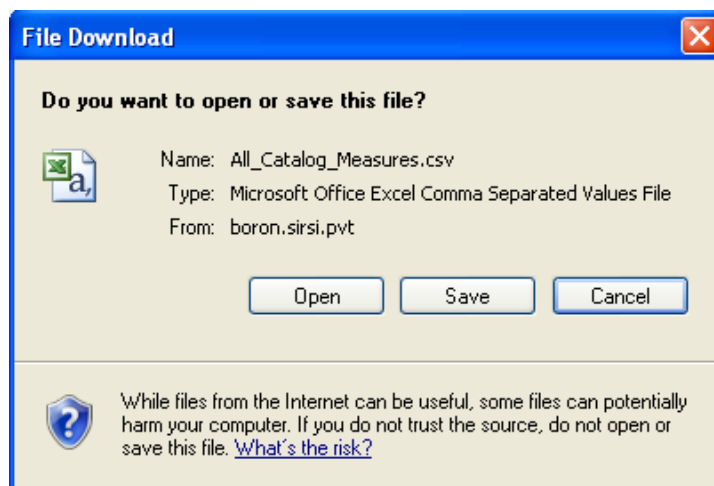 File Download
Do you want to open or save this file?
Name: All_Catalog_Measures.csv
Type: Microsoft Office Excel Comma Separated Values File
From: boron.sirsi.pvt
Open Save Cancel
While files from the Internet can be useful, some files can potentially
harm your computer. If you do not trust the source, do not open or
save this file. What's the risk?